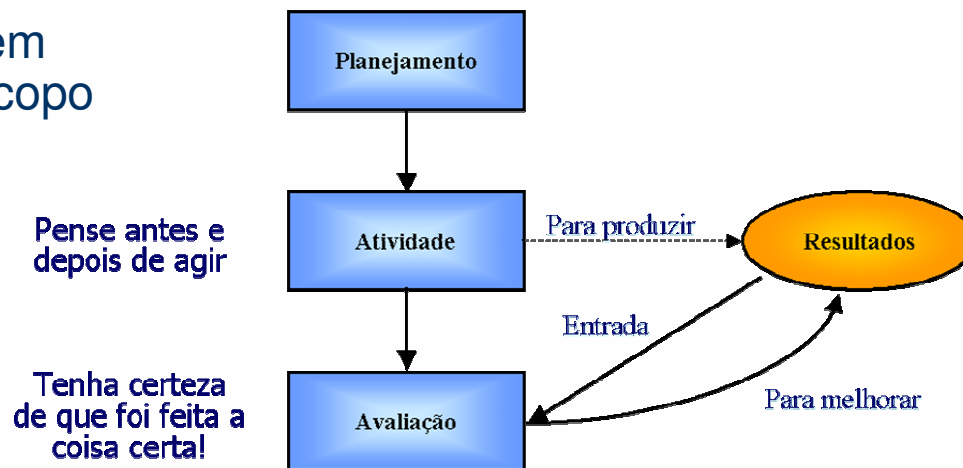 em
copo
Planejamento
Pense antes e
depois de agir
Atividade
Para produzir
Resultados
Entrada
Tenha certeza
de que foi feita a
coisa certa!
Avaliação
Para melhorar